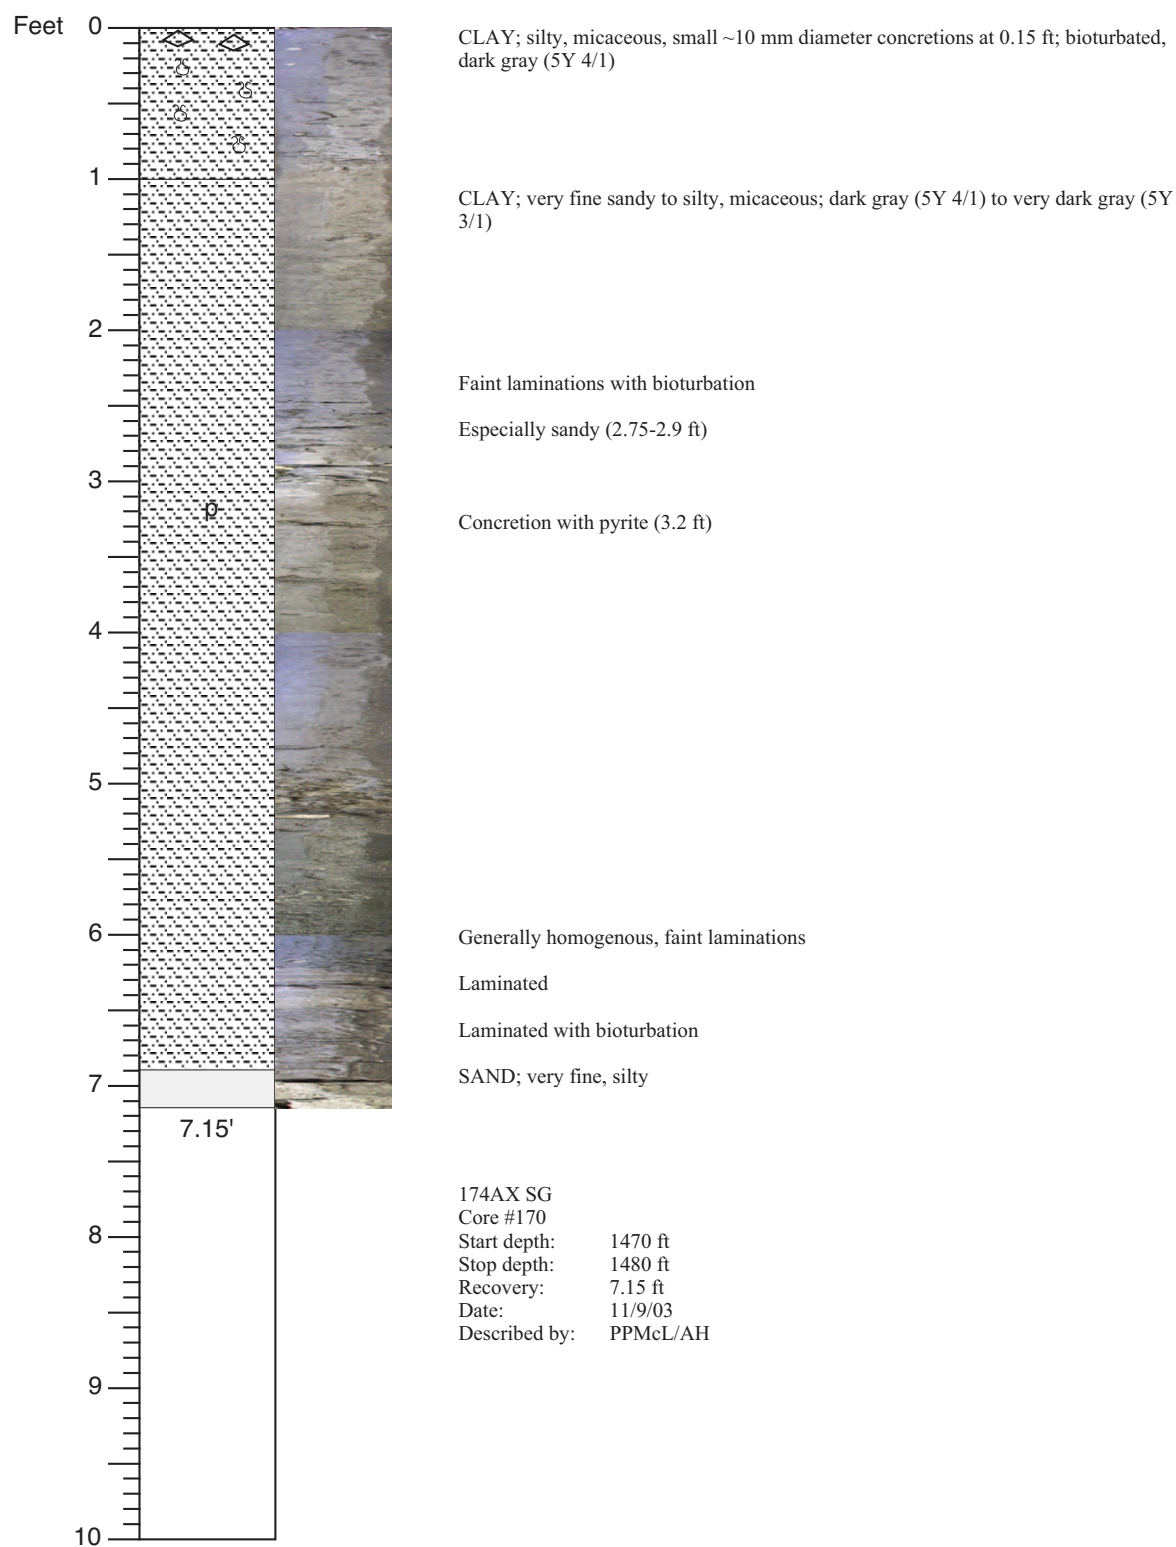 Feet
0
CLAY; silty, micaceous, small ~10 mm diameter concretions at 0.15 ft; bioturbated,
dark gray (5Y 4/1)
1
CLAY; very fine sandy to silty, micaceous; dark gray (5Y 4/1) to very dark gray (5Y
3/1)
2
Faint laminations with bioturbation
Especially sandy (2.75-2.9 ft)
3
p
Concretion with pyrite (3.2 ft)
4
5
6
Generally homogenous, faint laminations
Laminated
Laminated with bioturbation
SAND; very fine, silty
7
7.15'
174AX SG
Core #170
8
Start depth: 1470 ft
Stop depth: 1480 ft
Recovery: 7.15 ft
Date: 11/9/03
Described by: PPMcL/AH
9
10